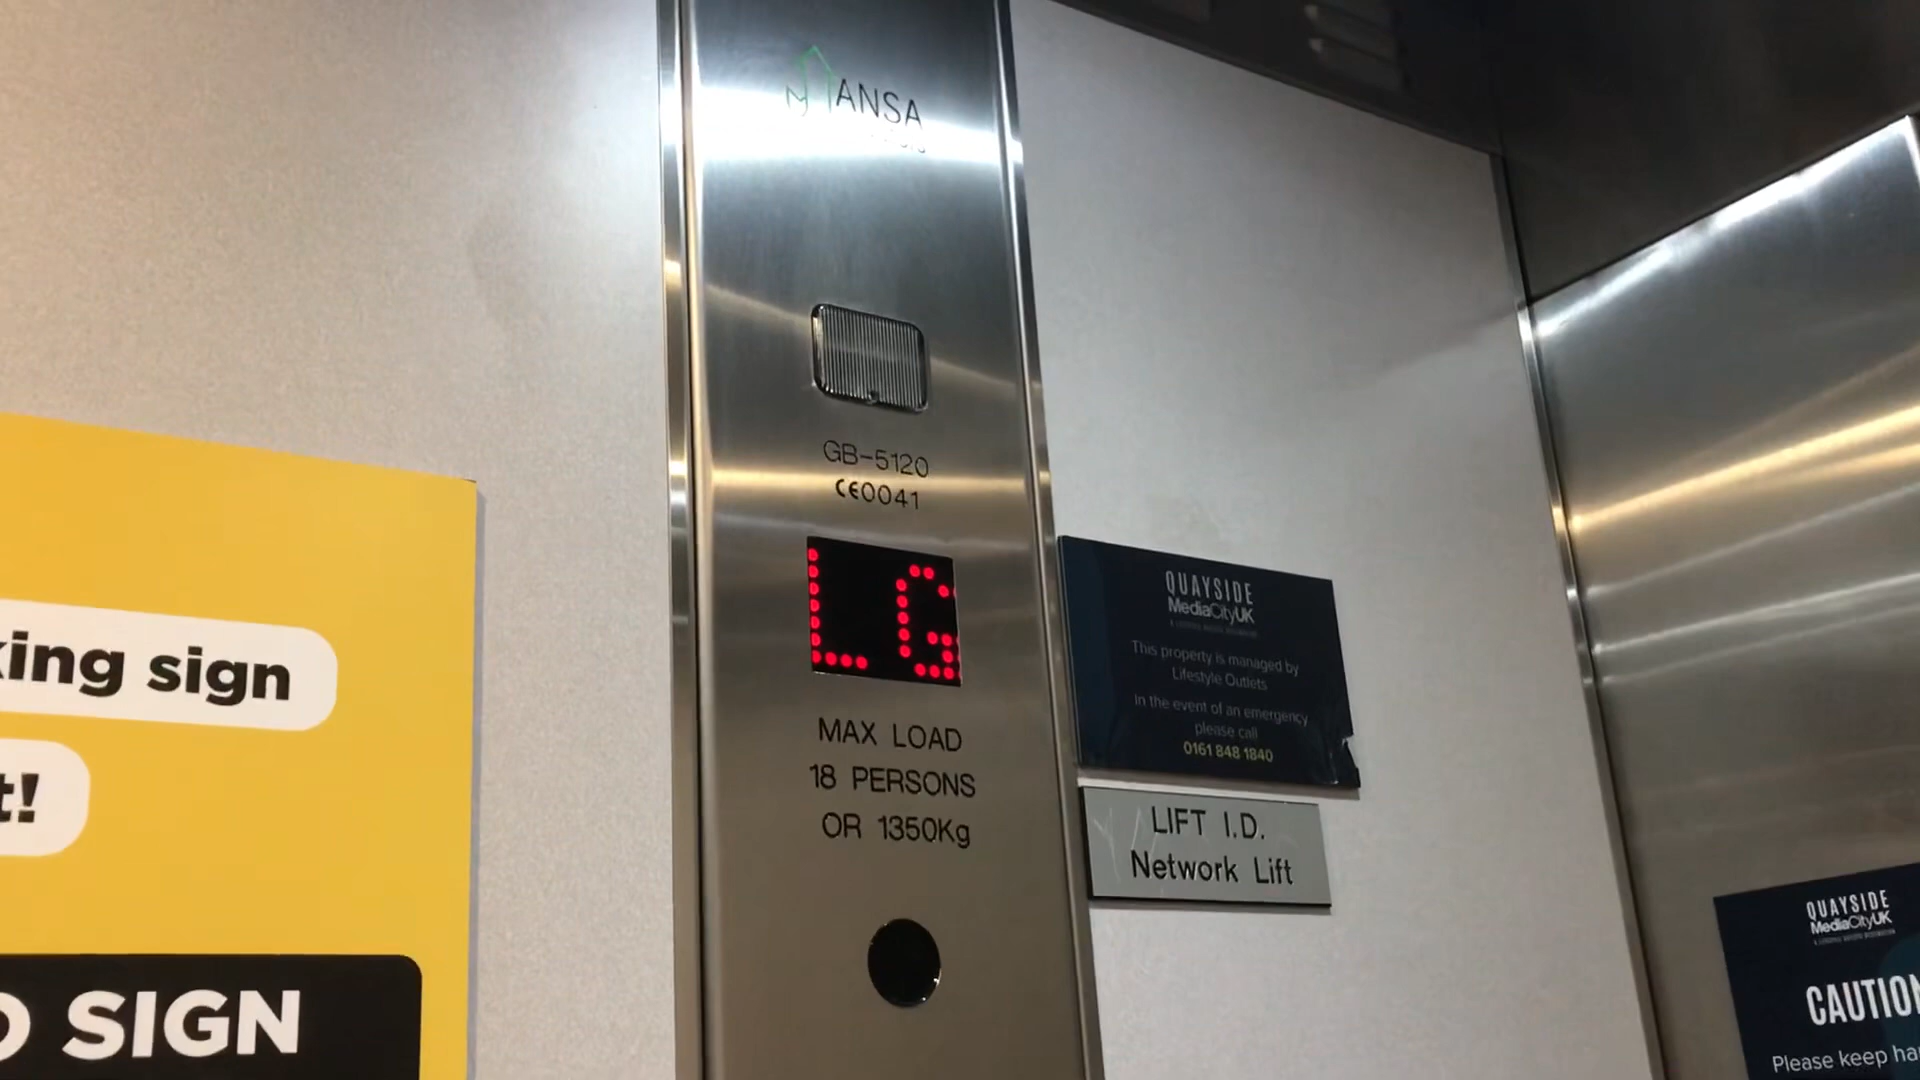 ANSA
GB-5120
CE0041
LG
MAX LOAD
18 PERSONS
OR 1350Kg
QUAYSIDE
MediaCityUK
This property is managed by
Lifestyle Outlets
In the event of an emergency
please call
0161 848 1840
LIFT I.D.
Network Lift
king sign
t!
O SIGN
QUAYSIDE
MediaCityUK
CAUTION
Please keep ha